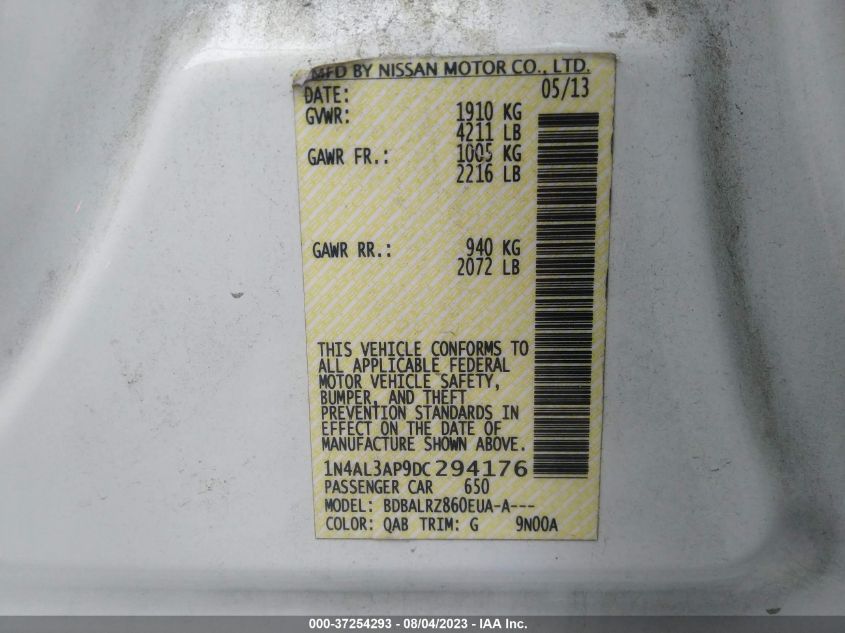 MFD BY NISSAN MOTOR CO., LTD.
DATE: 05/13
GVWR: 1910 KG
4211 LB
GAWR FR.: 1005 KG
2216 LB
GAWR RR.: 940 KG
2072 LB
THIS VEHICLE CONFORMS TO
ALL APPLICABLE FEDERAL
MOTOR VEHICLE SAFETY,
BUMPER, AND THEFT
PREVENTION STANDARDS IN
EFFECT ON THE DATE OF
MANUFACTURE SHOWN ABOVE.
1N4AL3AP9DC294176
PASSENGER CAR 650
MODEL: BDBALRZ860EUA-A---
COLOR: QAB TRIM: G 9N00A
000-37254293 - 08/04/2023 - IAA Inc.